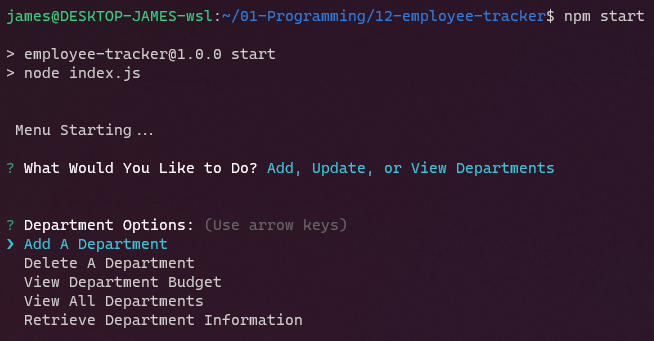 james@DESKTOP-JAMES-wsl:~/01-Programming/12-employee-tracker$ npm start
> employee-tracker@1.0.0 start
> node index.js
Menu Starting...
? What Would You Like to Do? Add, Update, or View Departments
? Department Options: (Use arrow keys)
❯ Add A Department
Delete A Department
View Department Budget
View All Departments
Retrieve Department Information